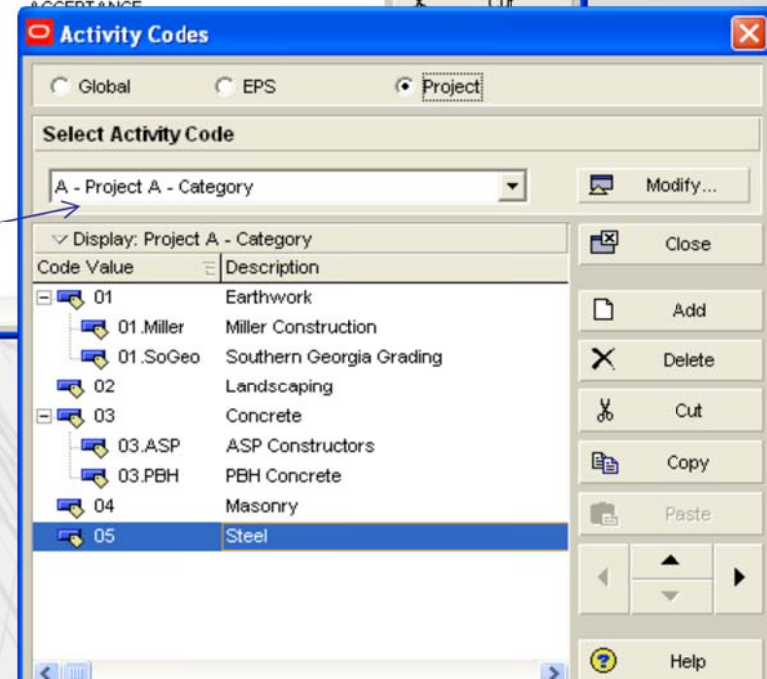 ACCEPTANCE
Cut
Activity Codes
Global EPS Project
Select Activity Code
A - Project A - Category
Modify...
Display: Project A - Category
Close
Code Value Description
01 Earthwork
Add
01.Miller Miller Construction
01.SoGeo Southern Georgia Grading
Delete
02 Landscaping
03 Concrete
Cut
03.ASP ASP Constructors
03.PBH PBH Concrete
Copy
04 Masonry
Paste
05 Steel
Help